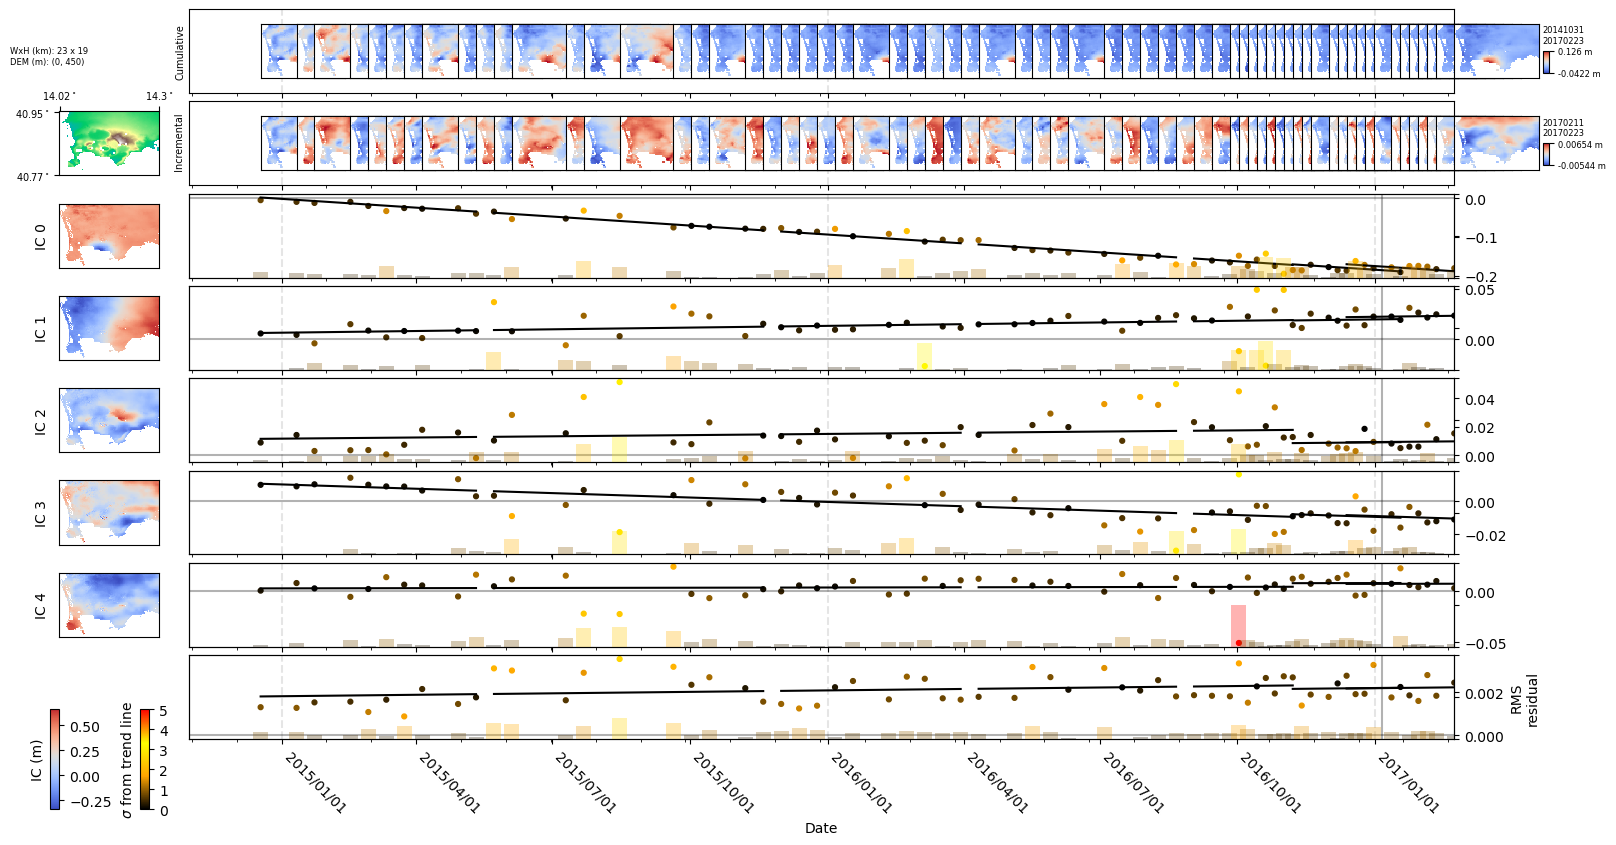 WxH (km): 23 x 19
DEM (m): (0, 450)
14.02°
14.3°
40.95°
40.77°
Cumulative
20141031
20170223
0.126 m
-0.0422 m
Incremental
20170211
20170223
0.00654 m
-0.00544 m
IC 0
0.0
−0.1
−0.2
IC 1
0.05
0.00
IC 2
0.04
0.02
0.00
IC 3
0.00
−0.02
IC 4
0.00
−0.05
0.002
0.000
RMS
residual
IC (m)
0.50
0.25
0.00
−0.25
σ from trend line
5
4
3
2
1
0
2015/01/01
2015/04/01
2015/07/01
2015/10/01
2016/01/01
2016/04/01
2016/07/01
2016/10/01
2017/01/01
Date